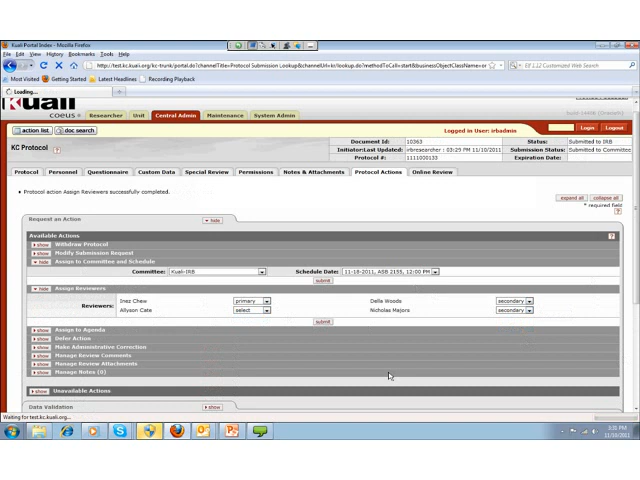 Kuali Portal Index - Mozilla Firefox
File Edit View History Bookmarks Tools Help
http://test.kc.kuali.org/kc-trunk/portal.do?channelTitle=Protocol Submission Lookup&channelUrl=kr/lookup.do?methodToCall=start&businessObjectClassName=or
Most Visited Getting Started Latest Headlines Recording Playback
Loading...
Kuali
coeus
Researcher Unit Central Admin Maintenance System Admin
action list doc search
Logged in User: irbadmin
Login Logout
KC Protocol ?
Document Id: 10363 Status: Submitted to IRB
Initiator:Last Updated: irbresearcher : 03:29 PM 11/10/2011 Submission Status: Submitted to Committee
Protocol #: 1111000133 Expiration Date:
Protocol Personnel Questionnaire Custom Data Special Review Permissions Notes & Attachments Protocol Actions Online Review
Protocol action Assign Reviewers successfully completed.
expand all collapse all
* required field
?
Request an Action hide
Available Actions ?
show Withdraw Protocol
show Modify Submission Request
hide Assign to Committee and Schedule
Committee: Kuali-IRB Schedule Date: 11-18-2011, ASB 2155, 12:00 PM
submit
hide Assign Reviewers
Reviewers:
Inez Chew primary Della Woods secondary
Allyson Cate select Nicholas Majors secondary
submit
show Assign to Agenda
show Defer Action
show Make Administrative Correction
show Manage Review Comments
show Manage Review Attachments
show Manage Notes (0)
show Unavailable Actions
Data Validation show
Waiting for test.kc.kuali.org...
11/10/2011